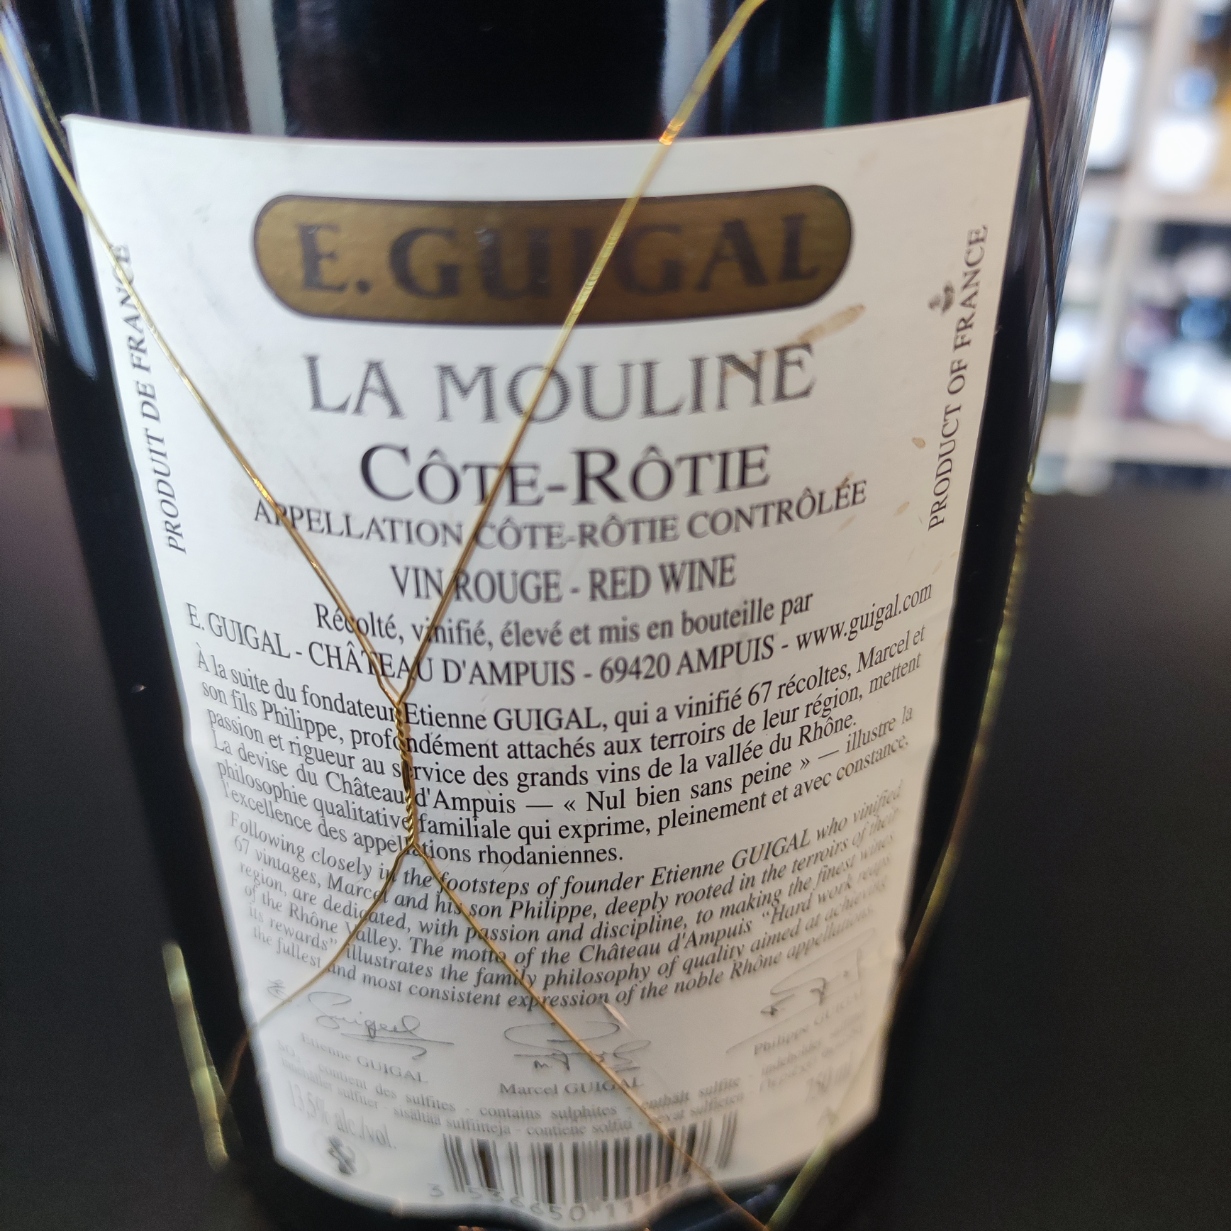 E. GUIGAL
LA MOULINE
CÔTE-RÔTIE
APPELLATION CÔTE-RÔTIE CONTRÔLÉE
VIN ROUGE - RED WINE
Récolté, vinifié, élevé et mis en bouteille par
E. GUIGAL - CHÂTEAU D'AMPUIS - 69420 AMPUIS - www.guigal.com
À la suite du fondateur Etienne GUIGAL, qui a vinifié 67 récoltes, Marcel et
son fils Philippe, profondément attachés aux terroirs de leur région, mettent
passion et rigueur au service des grands vins de la vallée du Rhône.
La devise du Château d'Ampuis — « Nul bien sans peine » — illustre la
philosophie qualitative familiale qui exprime, pleinement et avec constance,
l'excellence des appellations rhodaniennes.
Following closely in the footsteps of founder Etienne GUIGAL who vinified
67 vintages, Marcel and his son Philippe, deeply rooted in the terroirs of their
region, are dedicated, with passion and discipline, to making the finest wines
of the Rhône Valley. The motto of the Château d'Ampuis "Hard work reaps
its rewards" illustrates the family philosophy of quality aimed at achieving
the fullest and most consistent expression of the noble Rhône appellations.
Guigal
Etienne GUIGAL
Marcel GUIGAL
Philippe GUIGAL
contient des sulfites - contains sulphites - enthält sulfite
sisältää sulfiitteja - contiene solfiti
13,5% alc./vol.
750 ml
PRODUIT DE FRANCE
PRODUCT OF FRANCE